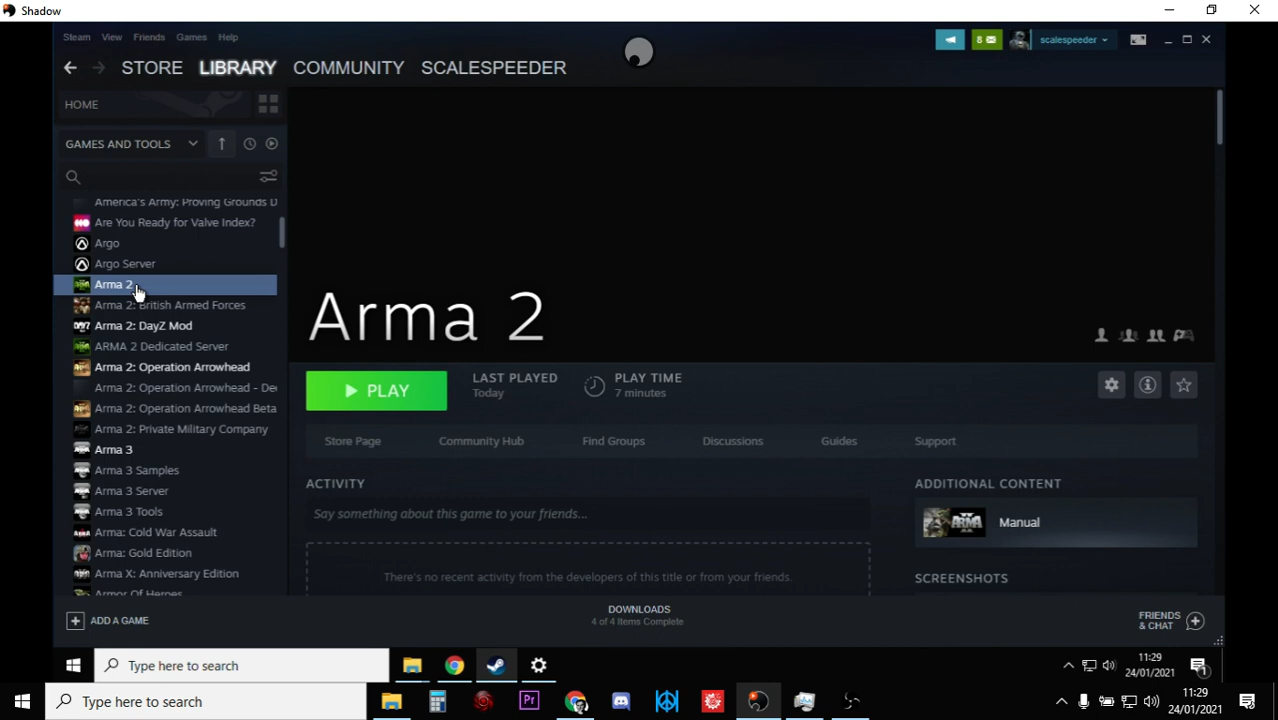 Shadow
Steam View Friends Games Help
8
scalespeeder
STORE LIBRARY COMMUNITY SCALESPEEDER
HOME
GAMES AND TOOLS
America's Army: Proving Grounds D
Are You Ready for Valve Index?
Argo
Argo Server
Arma 2
Arma 2: British Armed Forces
Arma 2: DayZ Mod
ARMA 2 Dedicated Server
Arma 2: Operation Arrowhead
Arma 2: Operation Arrowhead - De
Arma 2: Operation Arrowhead Beta
Arma 2: Private Military Company
Arma 3
Arma 3 Samples
Arma 3 Server
Arma 3 Tools
Arma: Cold War Assault
Arma: Gold Edition
Arma X: Anniversary Edition
Armor Of Heroes
Arma 2
PLAY
LAST PLAYED
Today
PLAY TIME
7 minutes
Store Page Community Hub Find Groups Discussions Guides Support
ACTIVITY
Say something about this game to your friends...
There's no recent activity from the developers of this title or from your friends.
ADDITIONAL CONTENT
Manual
SCREENSHOTS
ADD A GAME
DOWNLOADS
4 of 4 Items Complete
FRIENDS
& CHAT
Type here to search
11:29
24/01/2021
1
Type here to search
Pr
11:29
24/01/2021